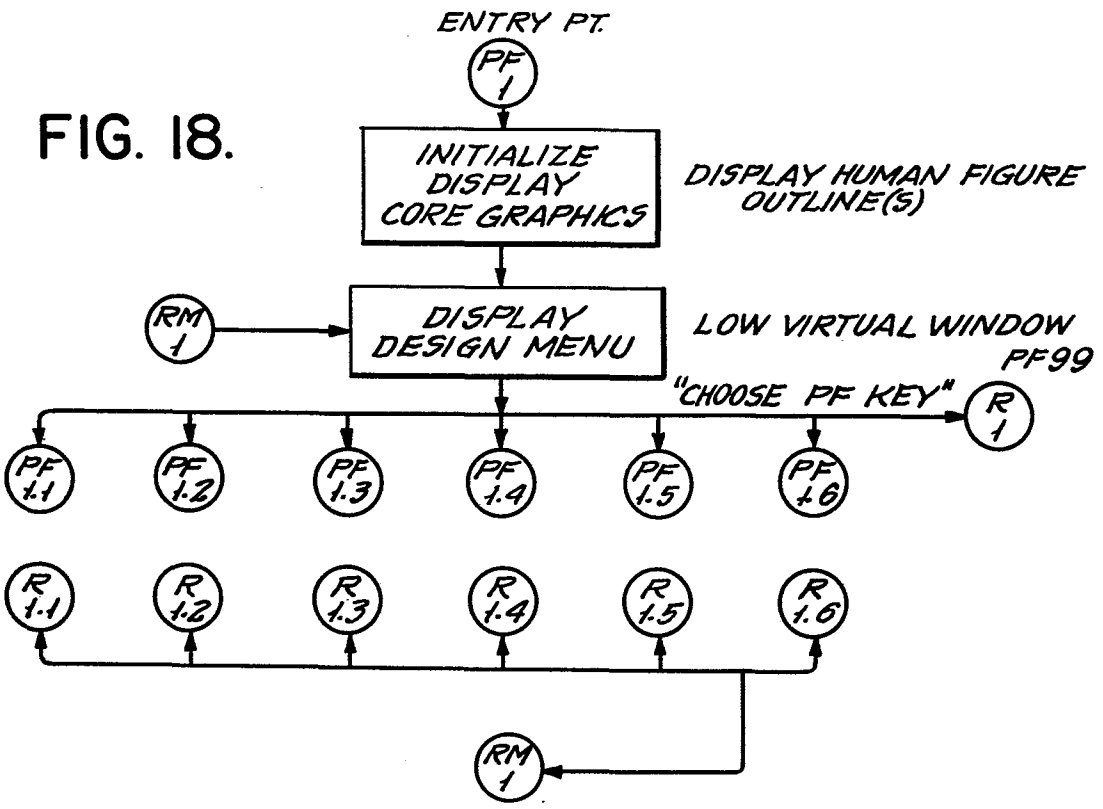 ENTRY PT.
PF
1
FIG. 18.
INITIALIZE
DISPLAY
CORE GRAPHICS
DISPLAY HUMAN FIGURE
OUTLINE(S)
RM
1
DISPLAY
DESIGN MENU
LOW VIRTUAL WINDOW
PF99
"CHOOSE PF KEY"
R
1
PF
1.1
PF
1.2
PF
1.3
PF
1.4
PF
1.5
PF
1.6
R
1.1
R
1.2
R
1.3
R
1.4
R
1.5
R
1.6
RM
1